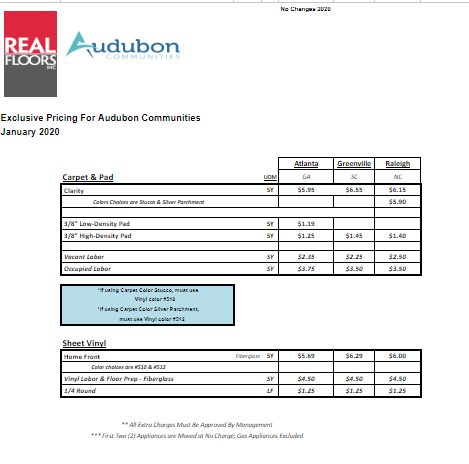 No Changes 2020
REAL
FLOORS
INC
Audubon
COMMUNITIES
Exclusive Pricing For Audubon Communities
January 2020
Atlanta Greenville Raleigh
Carpet & Pad UOM GA SC NC
Clarity SY $5.95 $6.55 $6.15
Colors Choices are Stucco & Silver Parchment $5.90
3/8" Low-Density Pad SY $1.19
3/8" High-Density Pad SY $1.25 $1.45 $1.40
Vacant Labor SY $2.35 $2.25 $2.50
Occupied Labor SY $3.75 $3.50 $3.50
*If using Carpet Color Stucco, must use
Vinyl color #510
*If using Carpet Color Silver Parchment,
must use Vinyl color #512
Sheet Vinyl
Home Front Fiberglass SY $5.69 $6.29 $6.00
Color choices are #510 & #512
Vinyl Labor & Floor Prep - Fiberglass SY $4.50 $4.50 $4.50
1/4 Round LF $1.25 $1.25 $1.25
** All Extra Charges Must Be Approved By Management
*** First Two (2) Appliances are Moved at No Charge; Gas Appliances Excluded